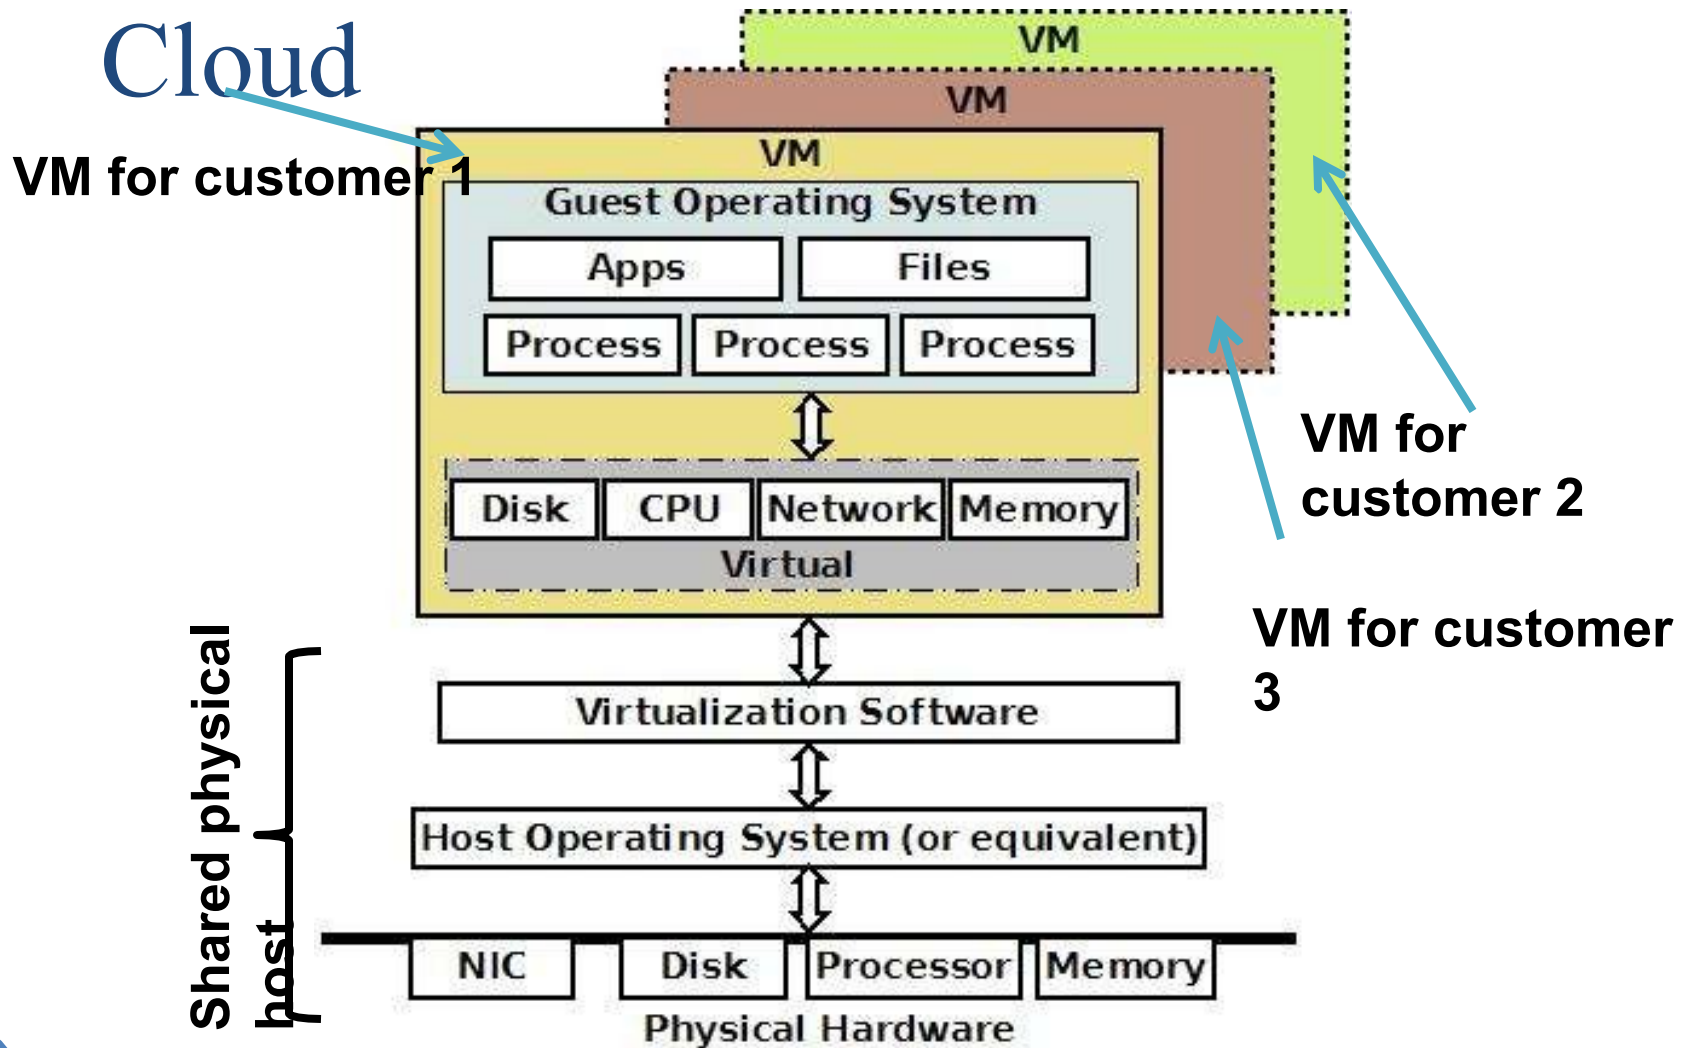 Cloud
VM
VM
VM for customer 1
VM
Guest Operating System
Apps
Files
Process
Process
Process
Disk
CPU
Network
Memory
Virtual
VM for
customer 2
VM for customer
3
Shared physical
host
Virtualization Software
Host Operating System (or equivalent)
NIC
Disk
Processor
Memory
Physical Hardware